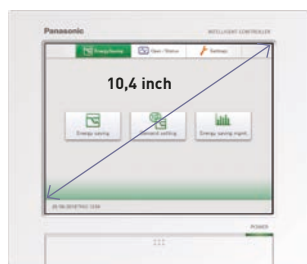 Panasonic INTELLIGENT CONTROLLER
Energy Saving Oper / Status Settings
10,4 inch
Energy saving Demand setting Energy saving mgmt.
POWER